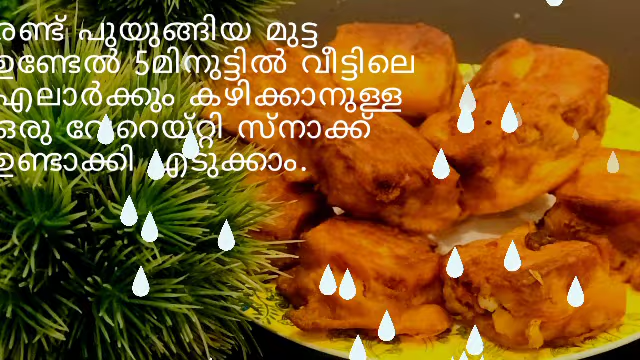 രണ്ട് പുയുങ്ങിയ മുട്ട
ഉണ്ടേൽ 5മിനുട്ടിൽ വീട്ടിലെ
എലാർക്കും കഴിക്കാനുള്ള
ഒരു വേറെയ്റ്റി സ്നാക്ക്
ഉണ്ടാക്കി എടുക്കാം.